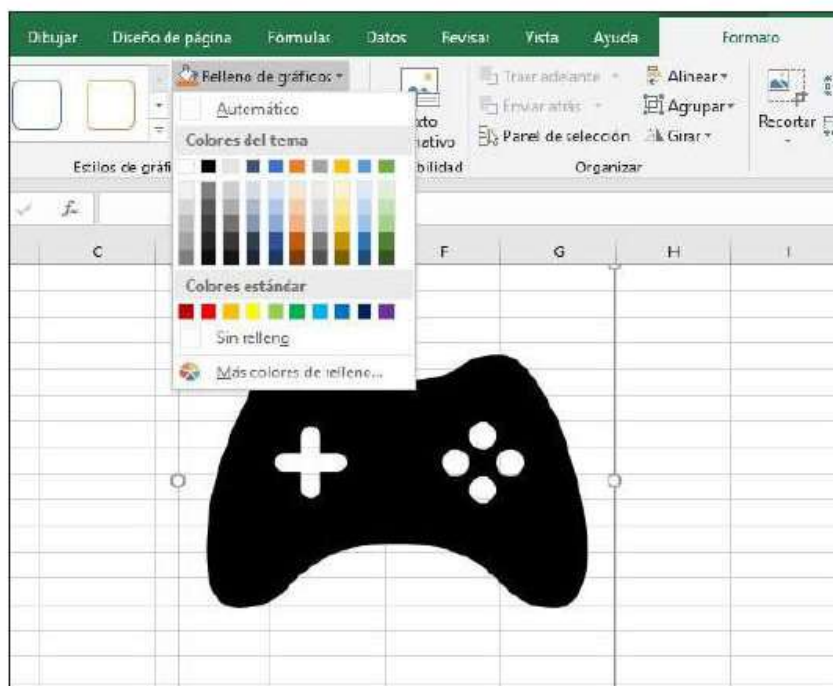 Dibujar Diseño de página Fórmulas Datos Revisar Vista Ayuda Formato
Relleno de gráficos
Automático
Colores del tema
Colores estándar
Sin relleno
Más colores de relleno...
Estilos de gráfi
xto
ativo
bilidad
Traer adelante
Enviar atrás
Panel de selección
Alinear
Agrupar
Girar
Organizar
Recortar
fx
C F G H I